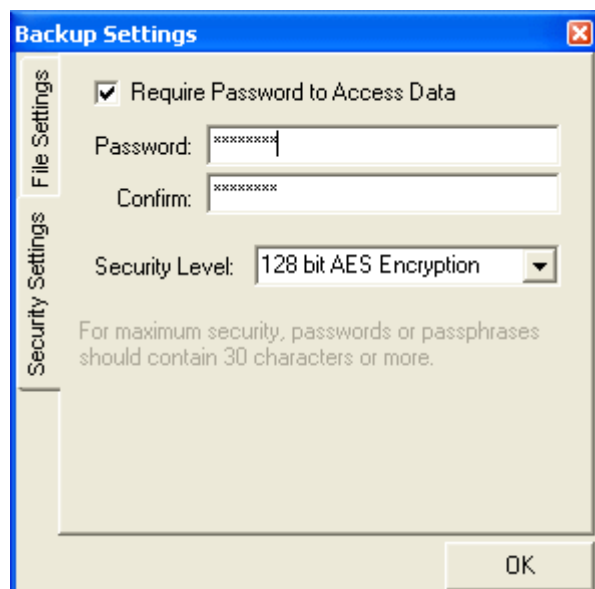 Backup Settings
File Settings
Security Settings
Require Password to Access Data
Password: ********
Confirm: ********
Security Level: 128 bit AES Encryption
For maximum security, passwords or passphrases
should contain 30 characters or more.
OK